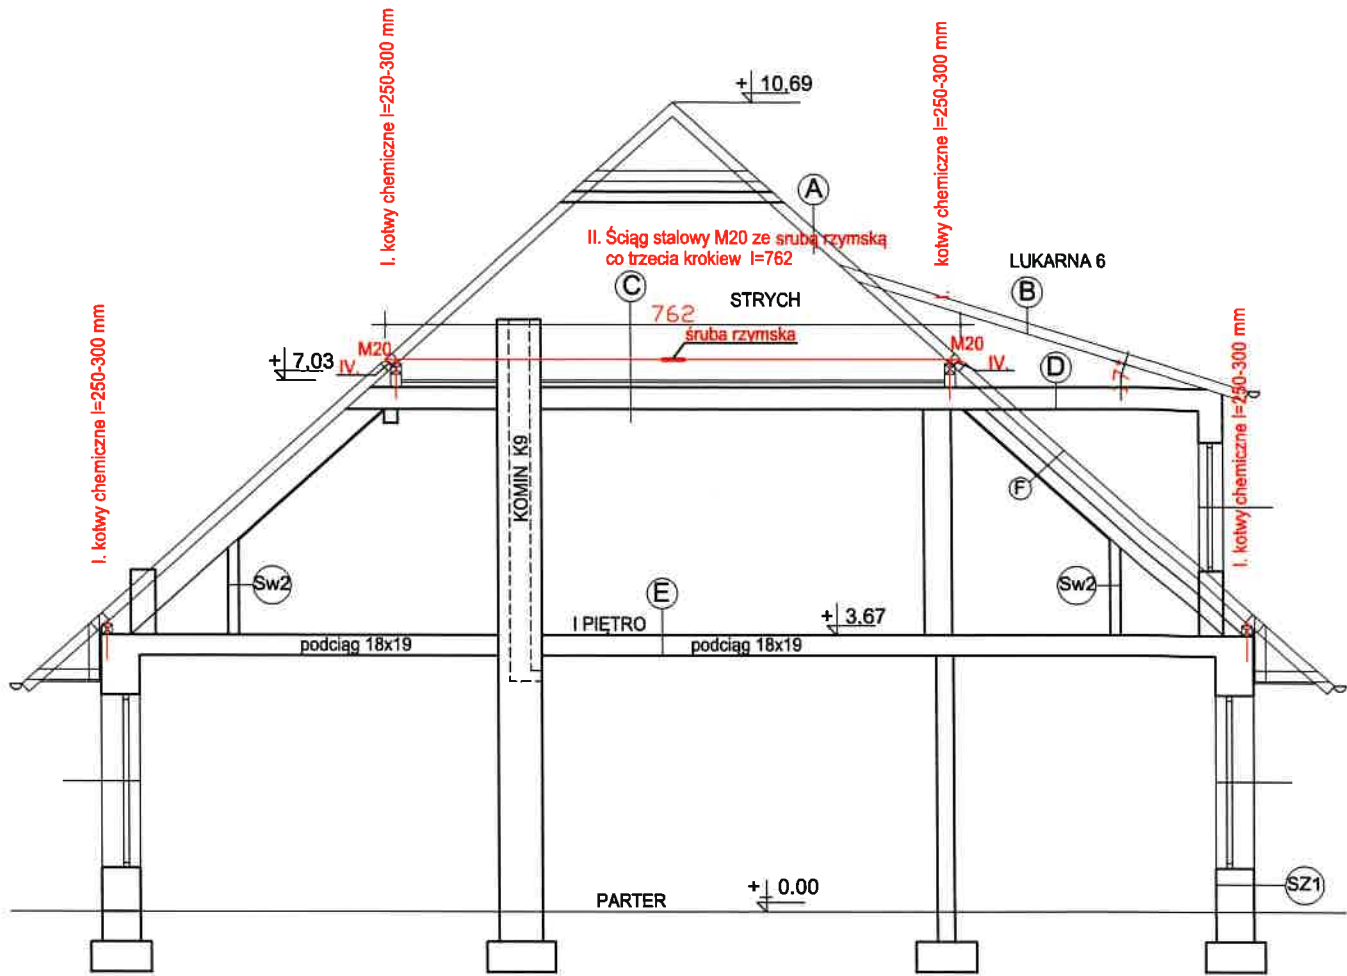 I. kotwy chemiczne l=250-300 mm
kotwy chemiczne l=250-300 mm
+ 10,69
A
II. Ściąg stalowy M20 ze śrubą rzymską
co trzecia krokiew l=762
LUKARNA 6
C
STRYCH
B
762
śruba rzymska
M20
M20
+ 7,03
IV.
IV.
D
I. kotwy chemiczne l=250-300 mm
I. kotwy chemiczne l=250-300 mm
KOMIN K9
F
Sw2
Sw2
E
I PIĘTRO
+ 3.67
podciąg 18x19
podciąg 18x19
PARTER
+ 0.00
SZ1